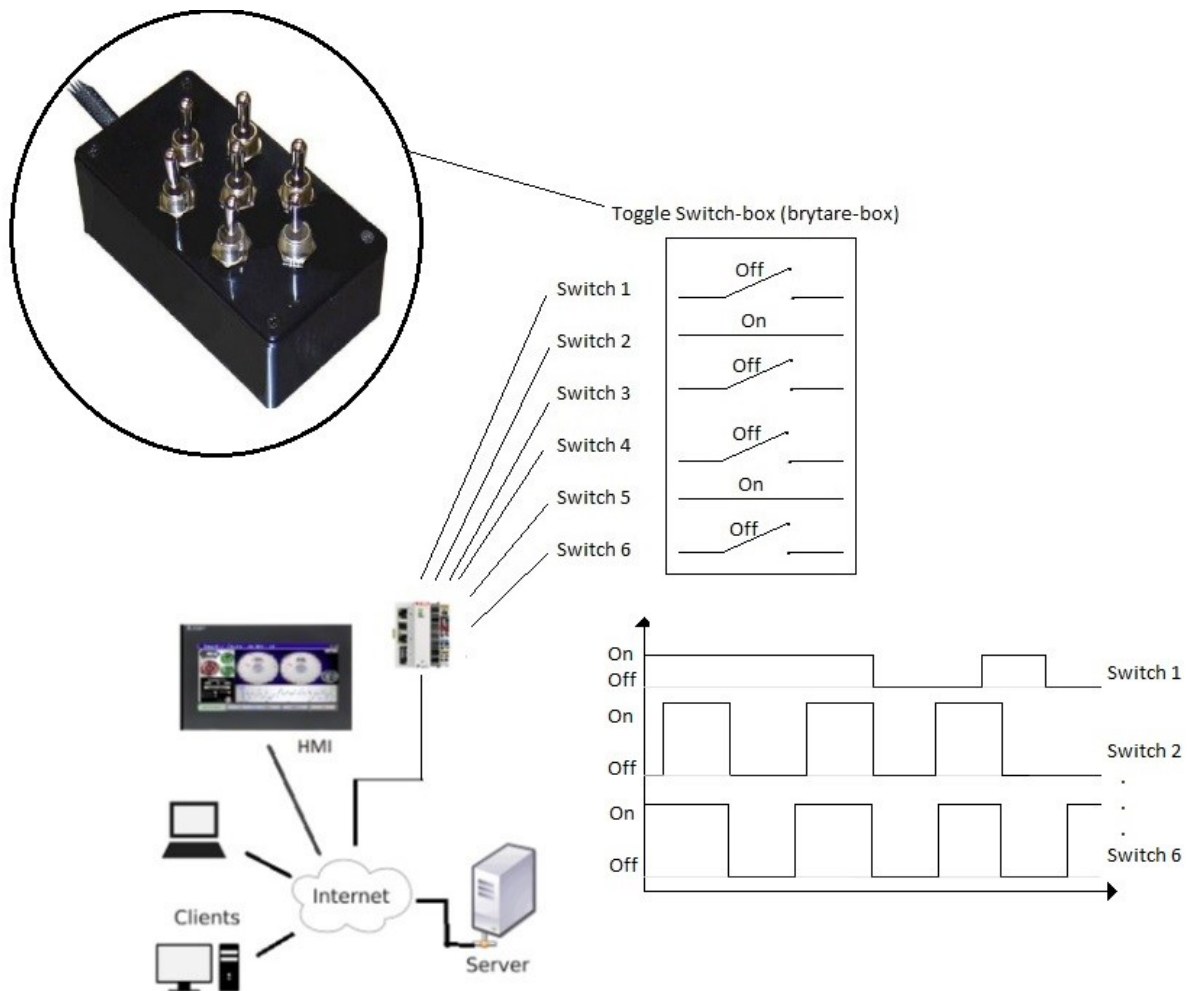 Toggle Switch-box (brytare-box)
Switch 1
Switch 2
Switch 3
Switch 4
Switch 5
Switch 6
Off
On
Off
Off
On
Off
HMI
Clients
Internet
Server
On
Off
Switch 1
On
Off
Switch 2
.
.
.
On
Off
Switch 6